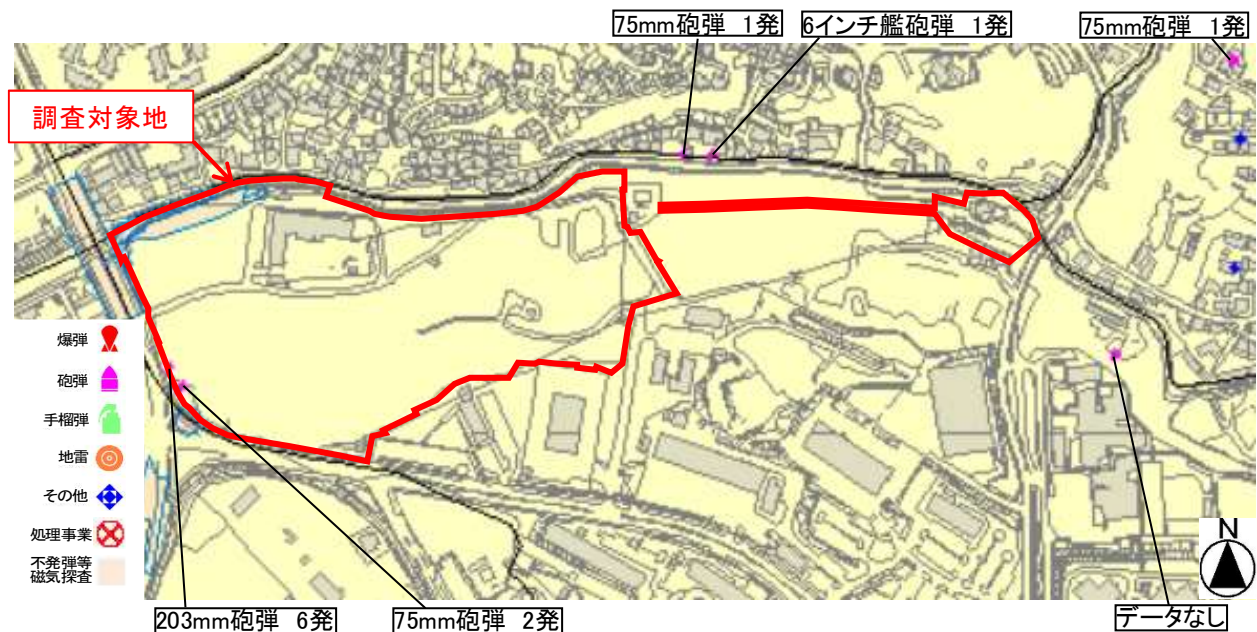 75mm砲弾 1発
6インチ艦砲弾 1発
75mm砲弾 1発
調査対象地
爆弾
砲弾
手榴弾
地雷
その他
処理事業
不発弾等
磁気探査
N
203mm砲弾 6発
75mm砲弾 2発
データなし